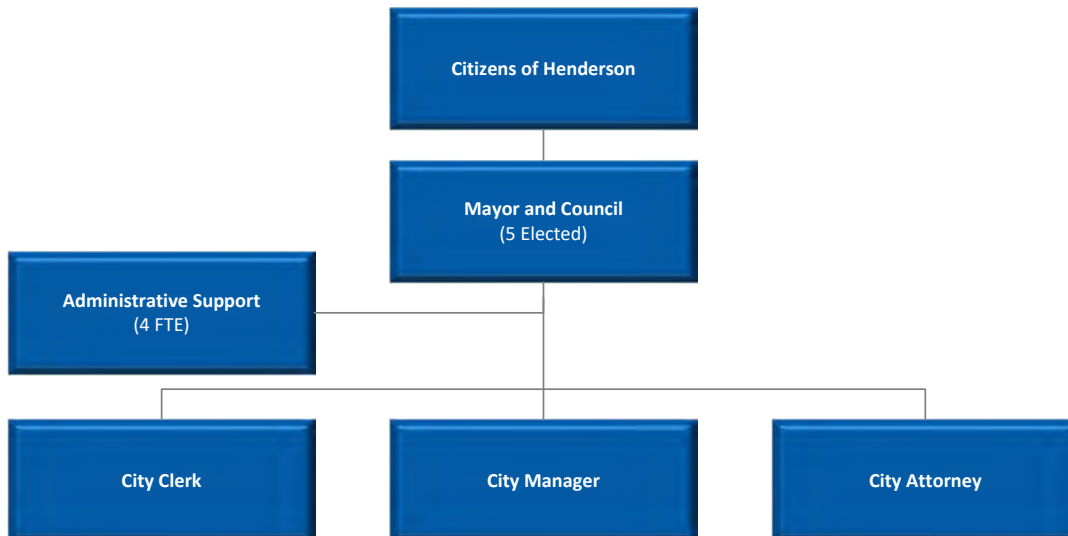 Citizens of Henderson
Mayor and Council
(5 Elected)
Administrative Support
(4 FTE)
City Clerk
City Manager
City Attorney